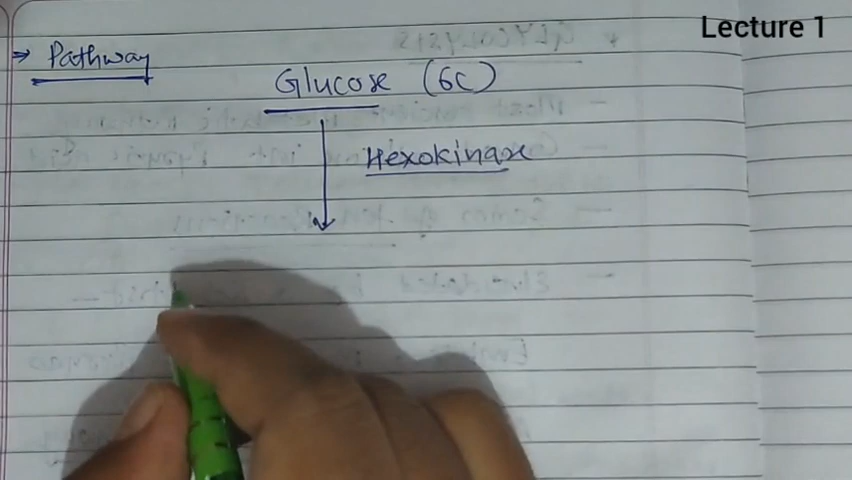 Lecture 1
→ Pathway
Glucose (6C)
Hexokinase